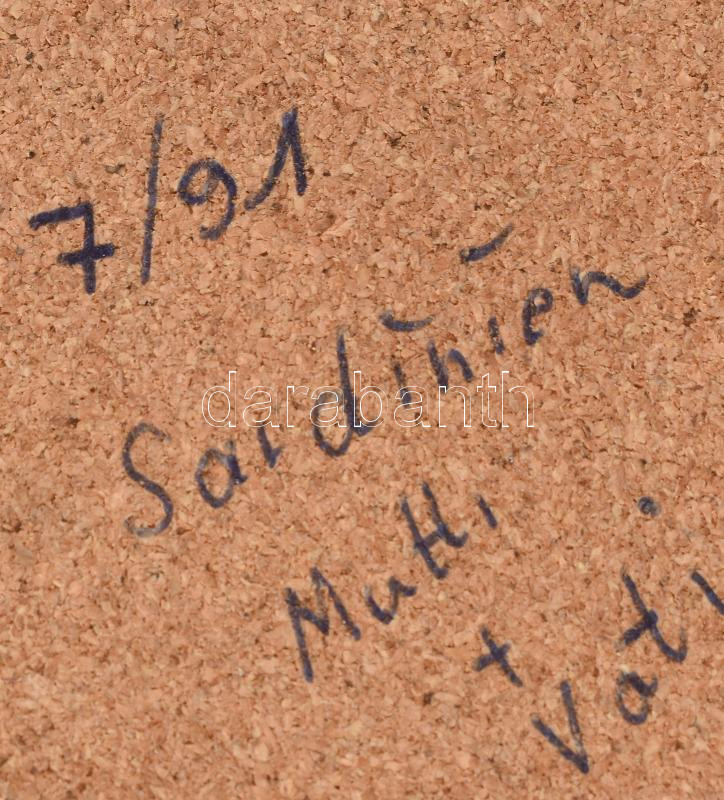 7/91
Sardinien
Mutti
+
Vati
darabanth